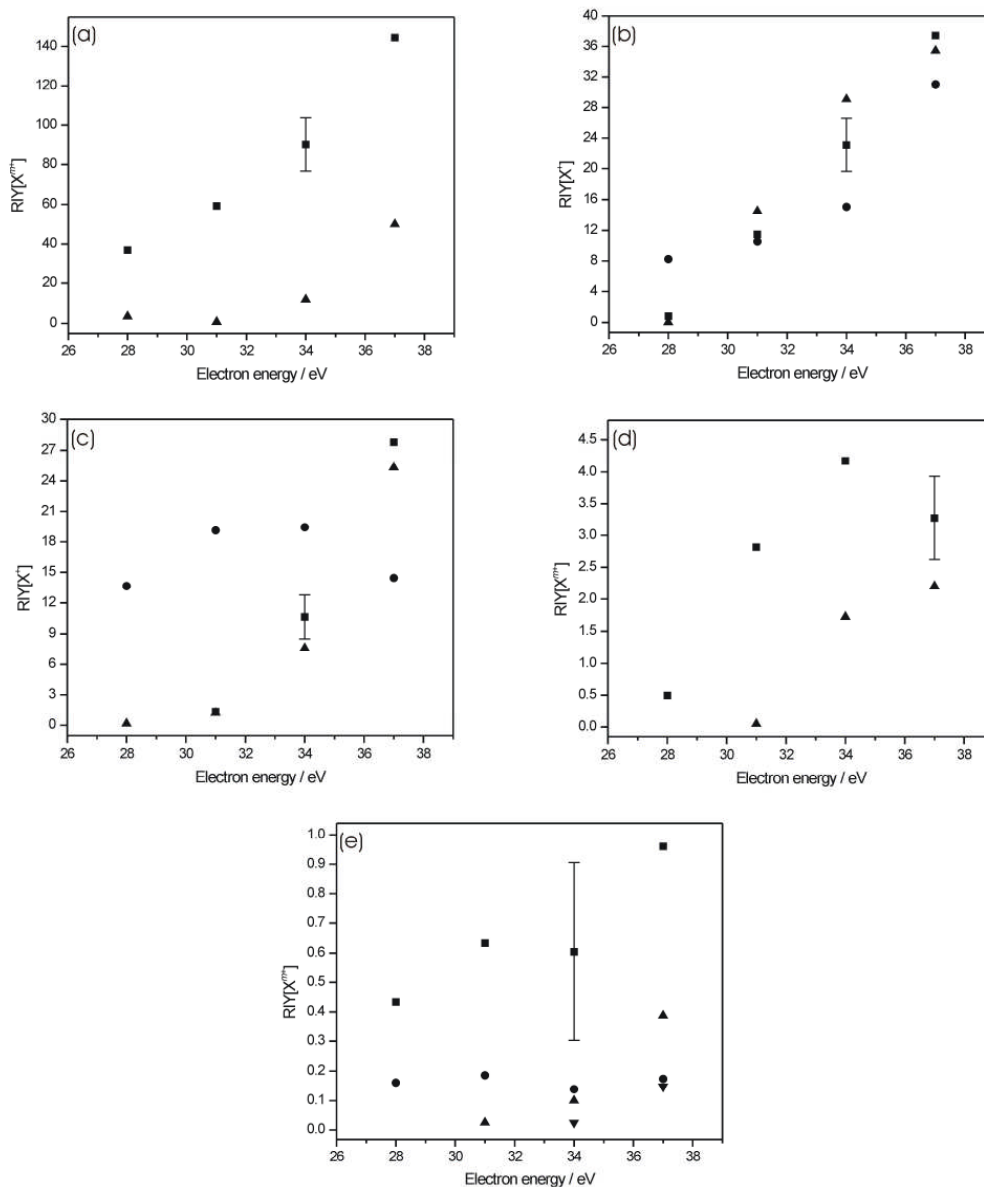 (a)
RIY[Xᵐ⁺]
140
120
100
80
60
40
20
0
26 28 30 32 34 36 38
Electron energy / eV
(b)
RIY[X⁺]
40
36
32
28
24
20
16
12
8
4
0
26 28 30 32 34 36 38
Electron energy / eV
(c)
RIY[X⁺]
30
27
24
21
18
15
12
9
6
3
0
26 28 30 32 34 36 38
Electron energy / eV
(d)
RIY[Xᵐ⁺]
4.5
4.0
3.5
3.0
2.5
2.0
1.5
1.0
0.5
0.0
26 28 30 32 34 36 38
Electron energy / eV
(e)
RIY[Xᵐ⁺]
1.0
0.9
0.8
0.7
0.6
0.5
0.4
0.3
0.2
0.1
0.0
26 28 30 32 34 36 38
Electron energy / eV